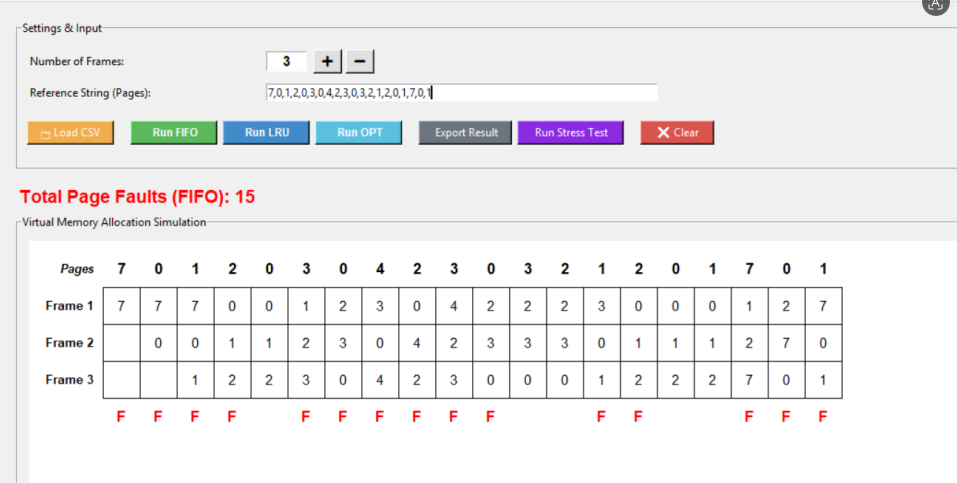 Settings & Input
Number of Frames: 3 + −
Reference String (Pages): 7,0,1,2,0,3,0,4,2,3,0,3,2,1,2,0,1,7,0,1
Load CSV Run FIFO Run LRU Run OPT Export Result Run Stress Test Clear
Total Page Faults (FIFO): 15
Virtual Memory Allocation Simulation
Pages 7 0 1 2 0 3 0 4 2 3 0 3 2 1 2 0 1 7 0 1
Frame 1 7 7 7 0 0 1 2 3 0 4 2 2 2 3 0 0 0 1 2 7
Frame 2 0 0 1 1 2 3 0 4 2 3 3 3 0 1 1 1 2 7 0
Frame 3 1 2 2 3 0 4 2 3 0 0 0 1 2 2 2 7 0 1
F F F F F F F F F F F F F F F